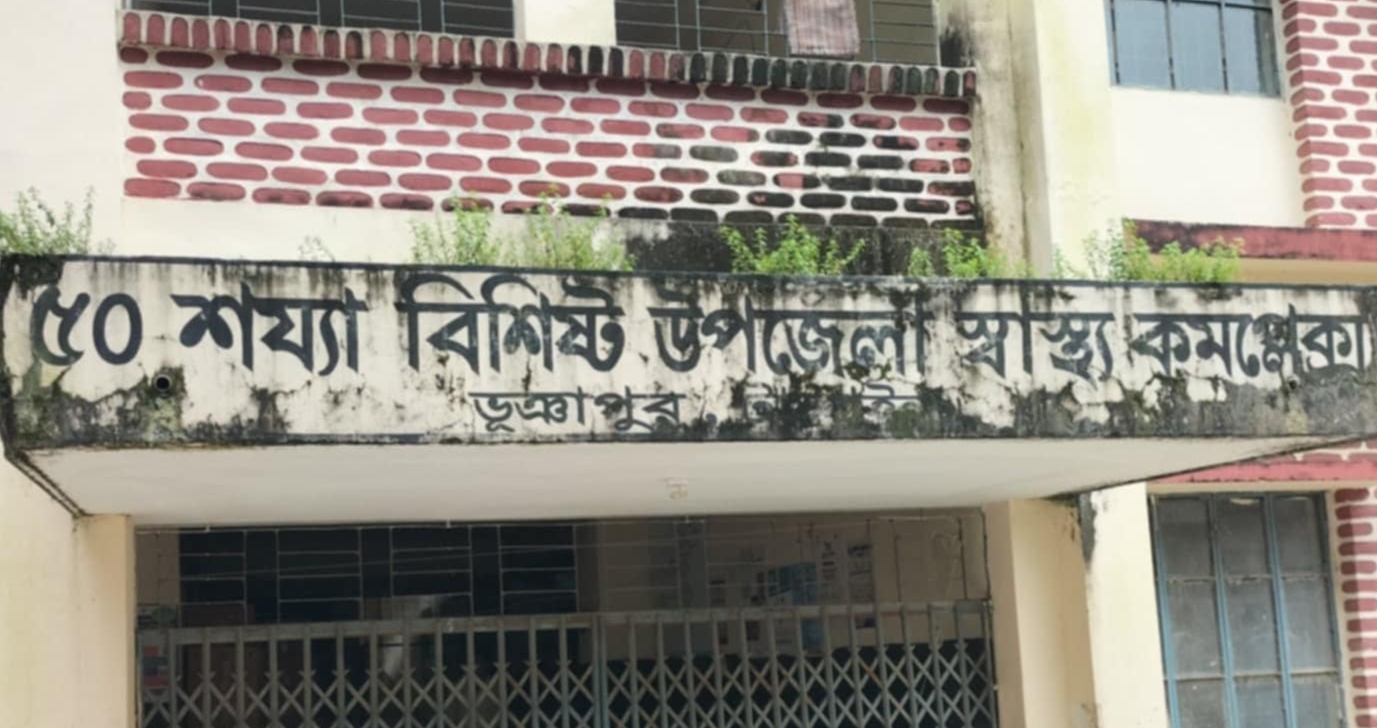 ৫০ শয্যা বিশিষ্ট উপজেলা স্বাস্থ্য কমপ্লেক্স
ভূঞাপুর,